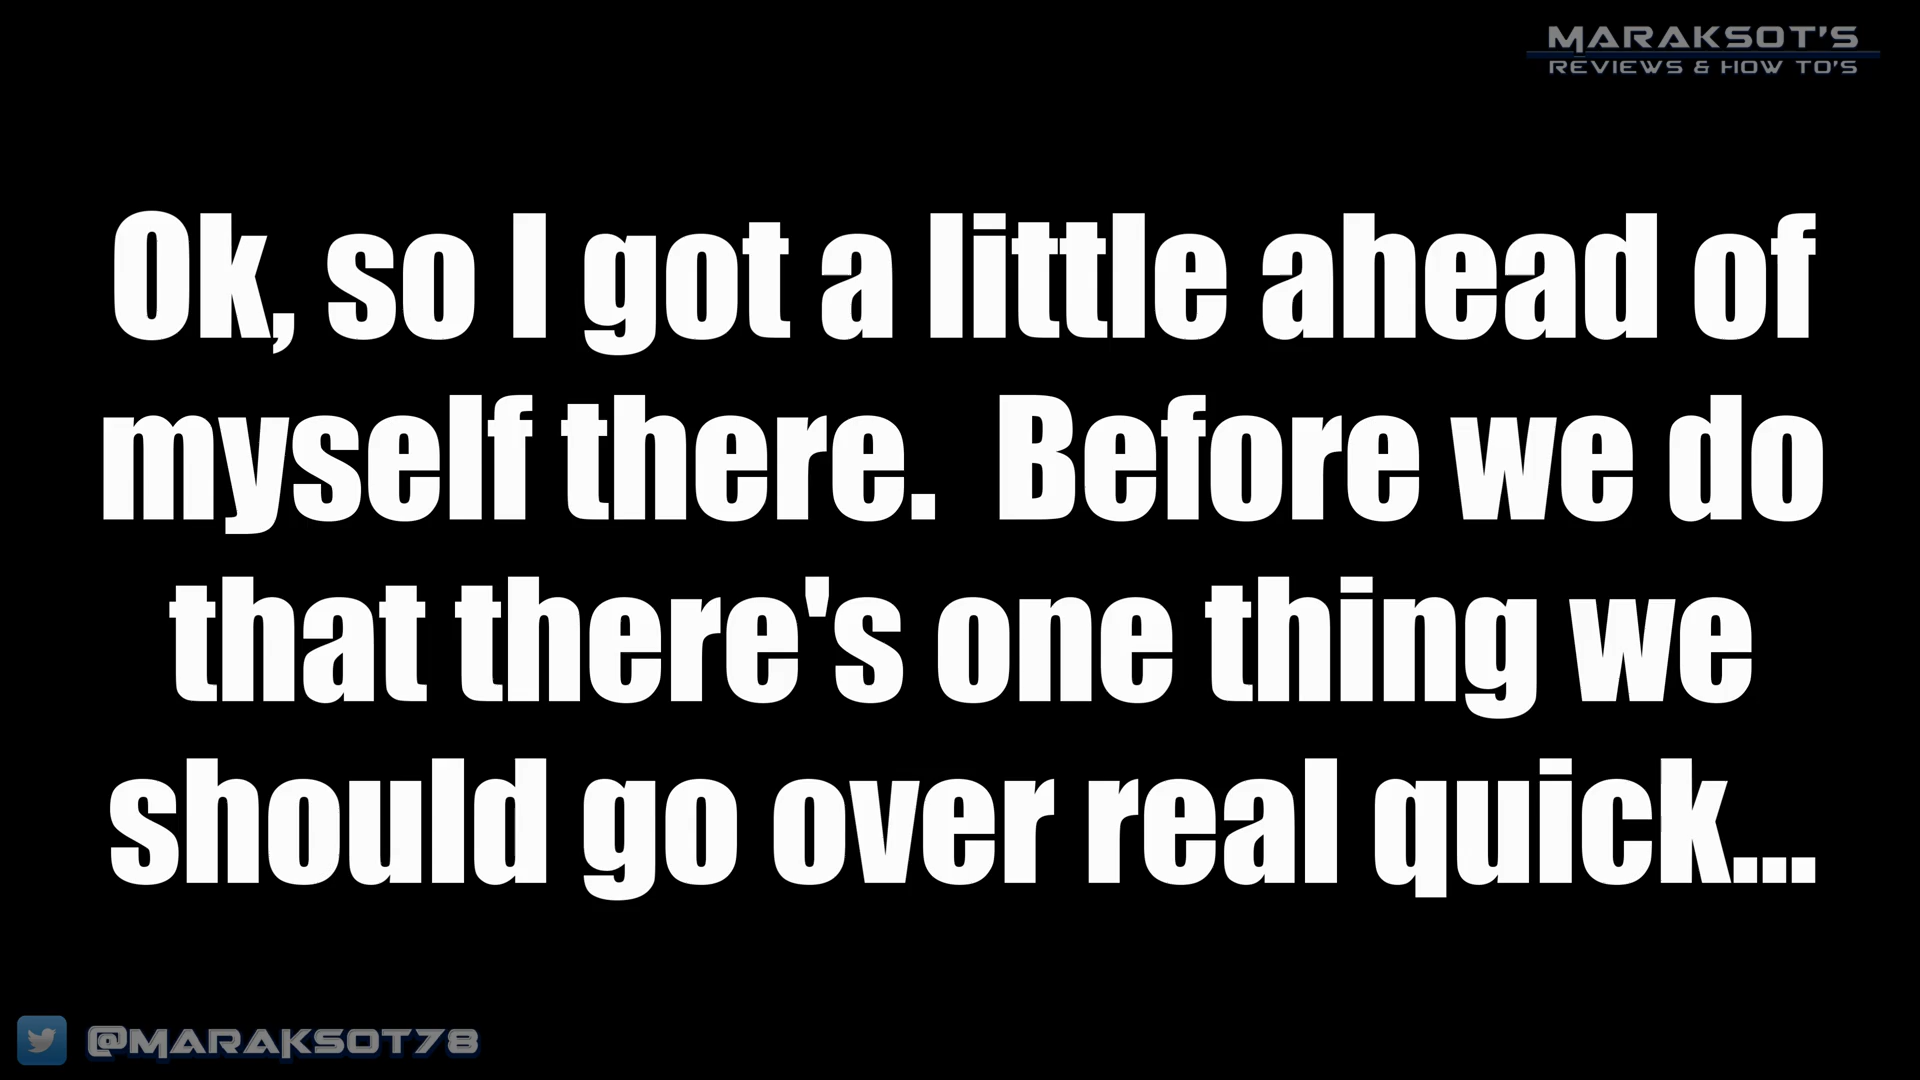 MARAKSOT'S
REVIEWS & HOW TO'S
Ok, so I got a little ahead of
myself there.  Before we do
that there's one thing we
should go over real quick...
@MARAKSOT78